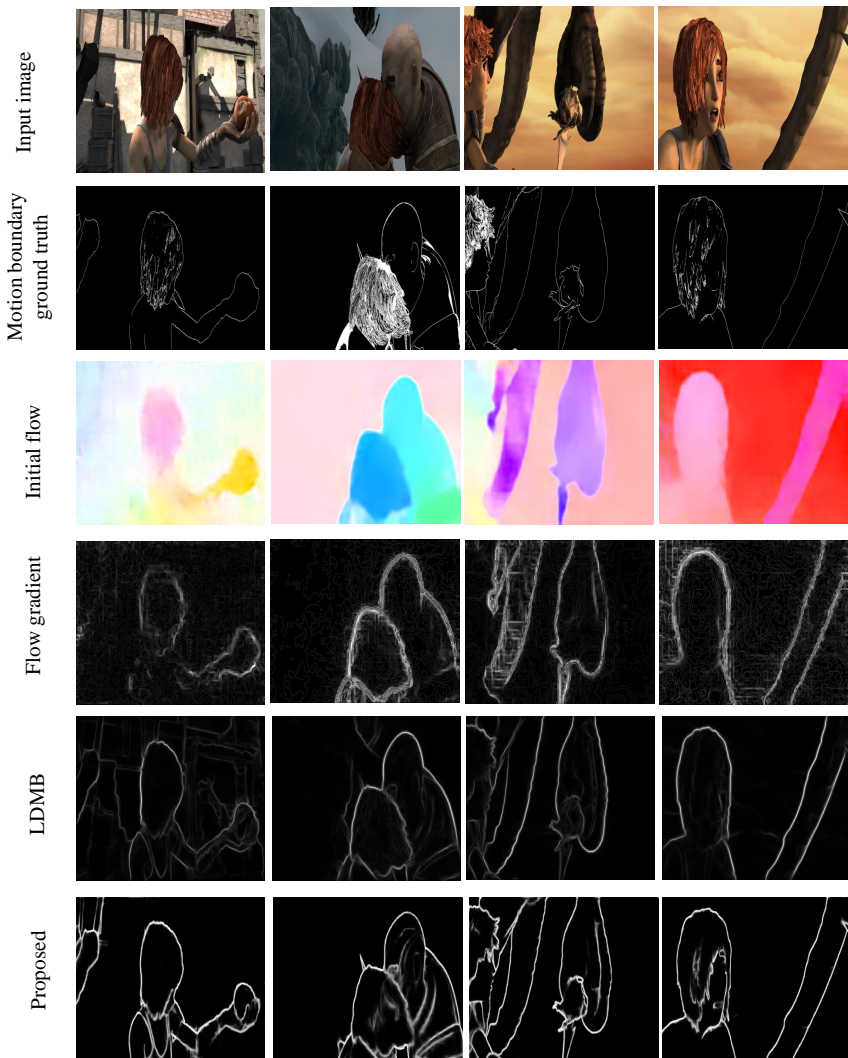 Input image
Motion boundary
ground truth
Initial flow
Flow gradient
LDMB
Proposed